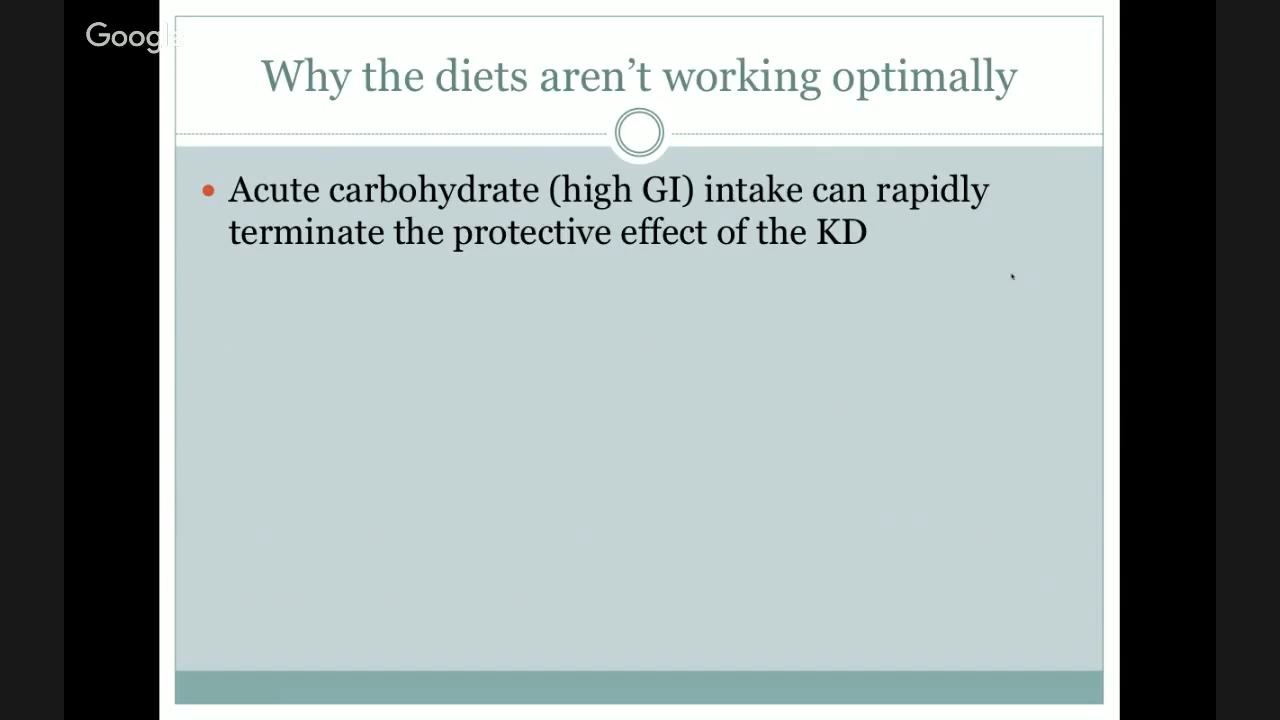 Google
Why the diets aren’t working optimally
• Acute carbohydrate (high GI) intake can rapidly
terminate the protective effect of the KD